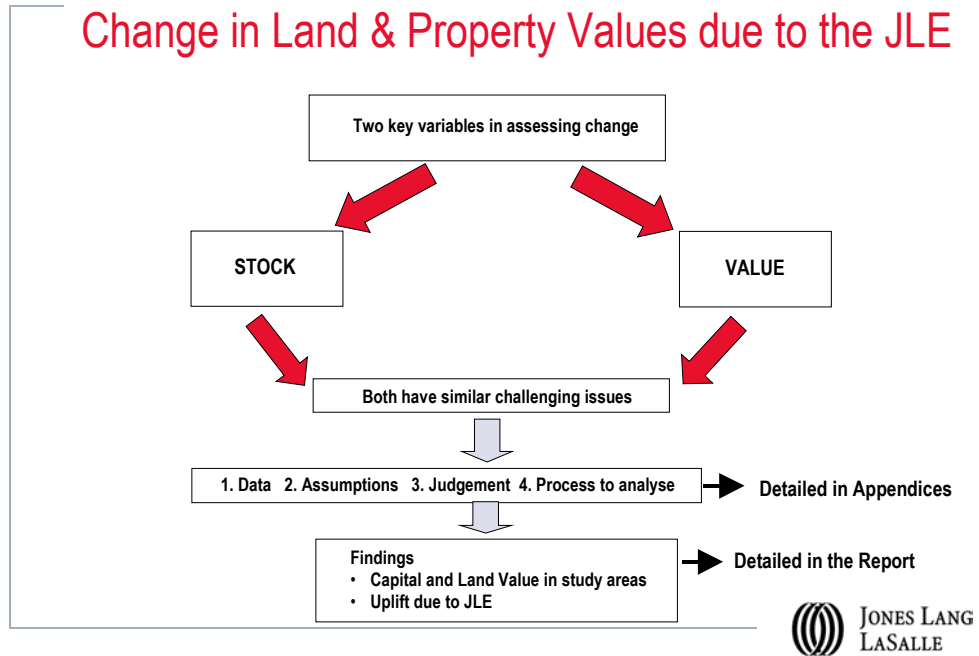 Change in Land & Property Values due to the JLE
Two key variables in assessing change
STOCK
VALUE
Both have similar challenging issues
1. Data 2. Assumptions 3. Judgement 4. Process to analyse
Detailed in Appendices
Findings
• Capital and Land Value in study areas
• Uplift due to JLE
Detailed in the Report
JONES LANG
LASALLE